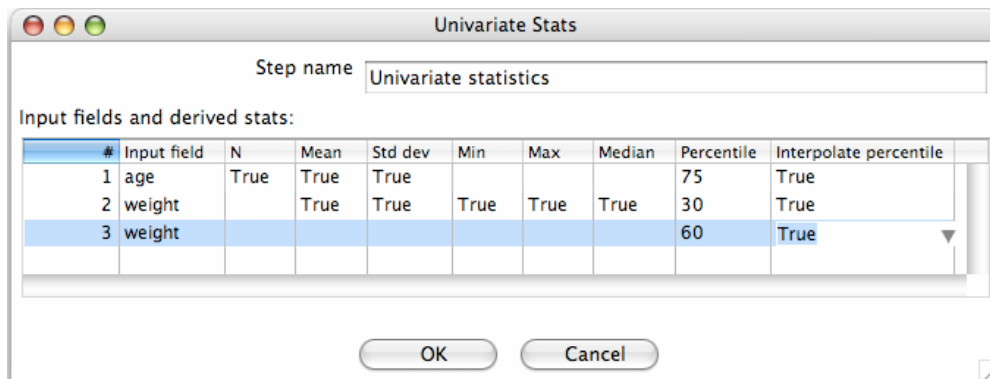 Univariate Stats
Step name Univariate statistics
Input fields and derived stats:
# Input field N Mean Std dev Min Max Median Percentile Interpolate percentile
1 age True True True 75 True
2 weight True True True True True 30 True
3 weight 60 True
OK Cancel